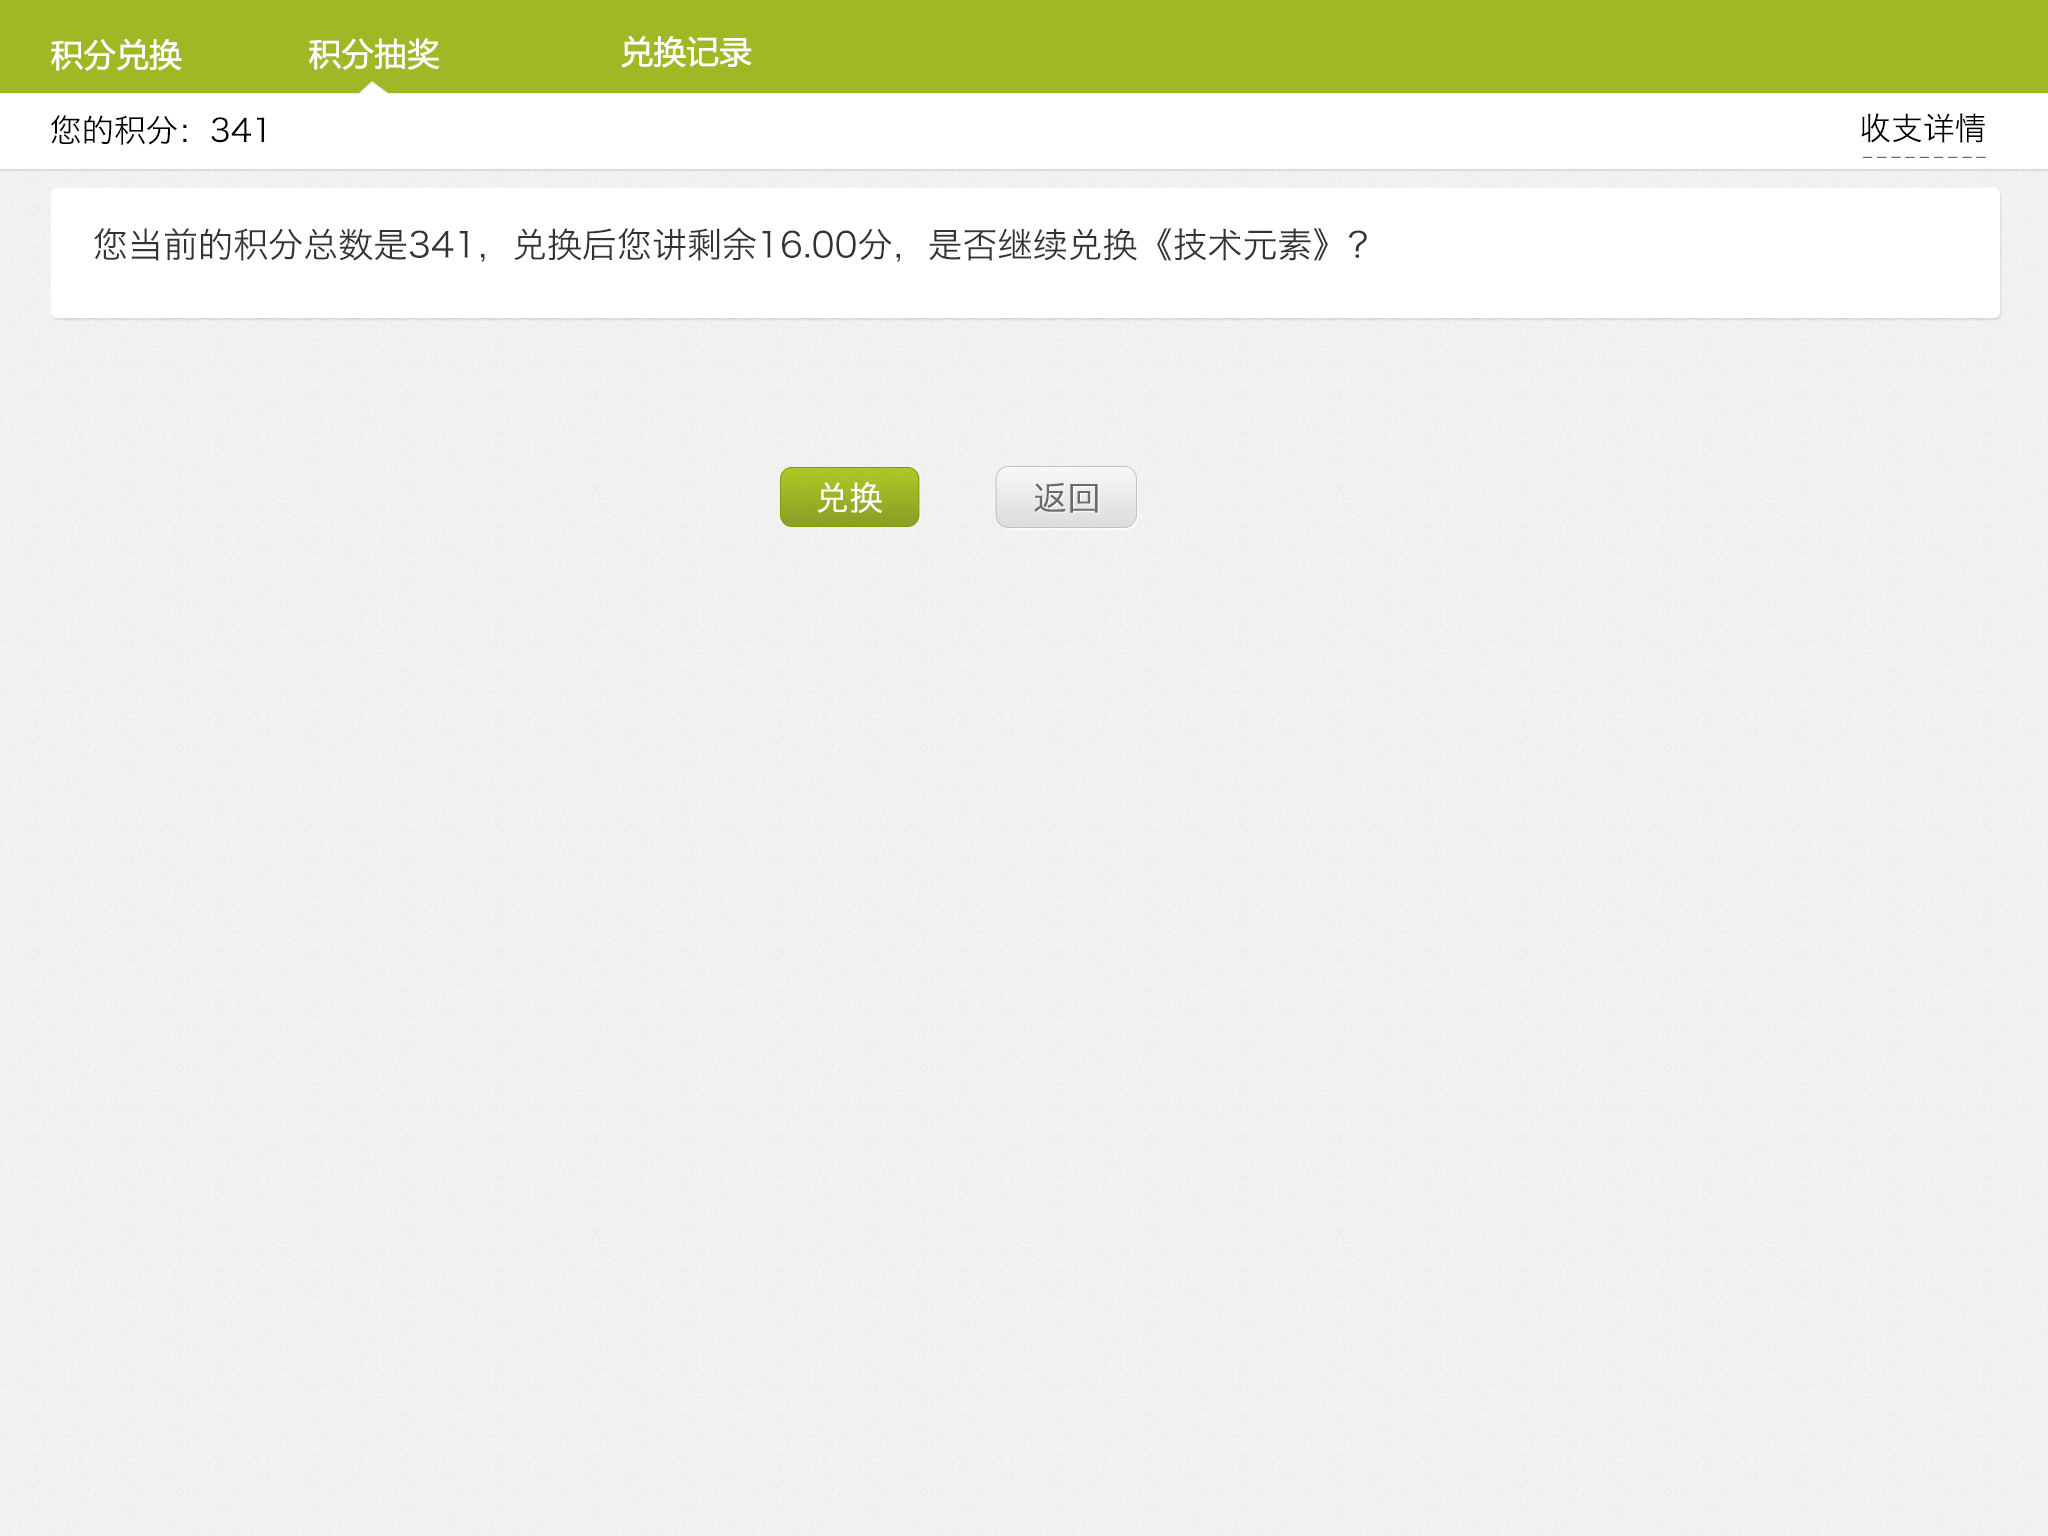 积分兑换 积分抽奖 兑换记录
您的积分：341 收支详情
您当前的积分总数是341，兑换后您讲剩余16.00分，是否继续兑换《技术元素》？
兑换 返回